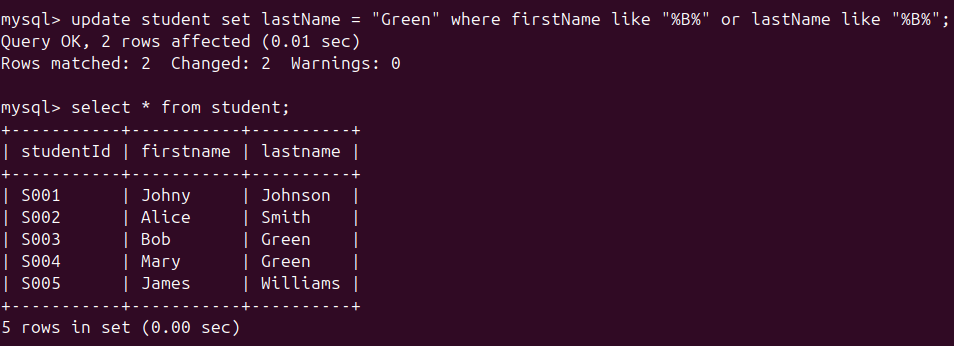 mysql> update student set lastName = "Green" where firstName like "%B%" or lastName like "%B%";
Query OK, 2 rows affected (0.01 sec)
Rows matched: 2  Changed: 2  Warnings: 0

mysql> select * from student;
+-----------+-----------+----------+
| studentId | firstname | lastname |
+-----------+-----------+----------+
| S001      | Johny     | Johnson  |
| S002      | Alice     | Smith    |
| S003      | Bob       | Green    |
| S004      | Mary      | Green    |
| S005      | James     | Williams |
+-----------+-----------+----------+
5 rows in set (0.00 sec)